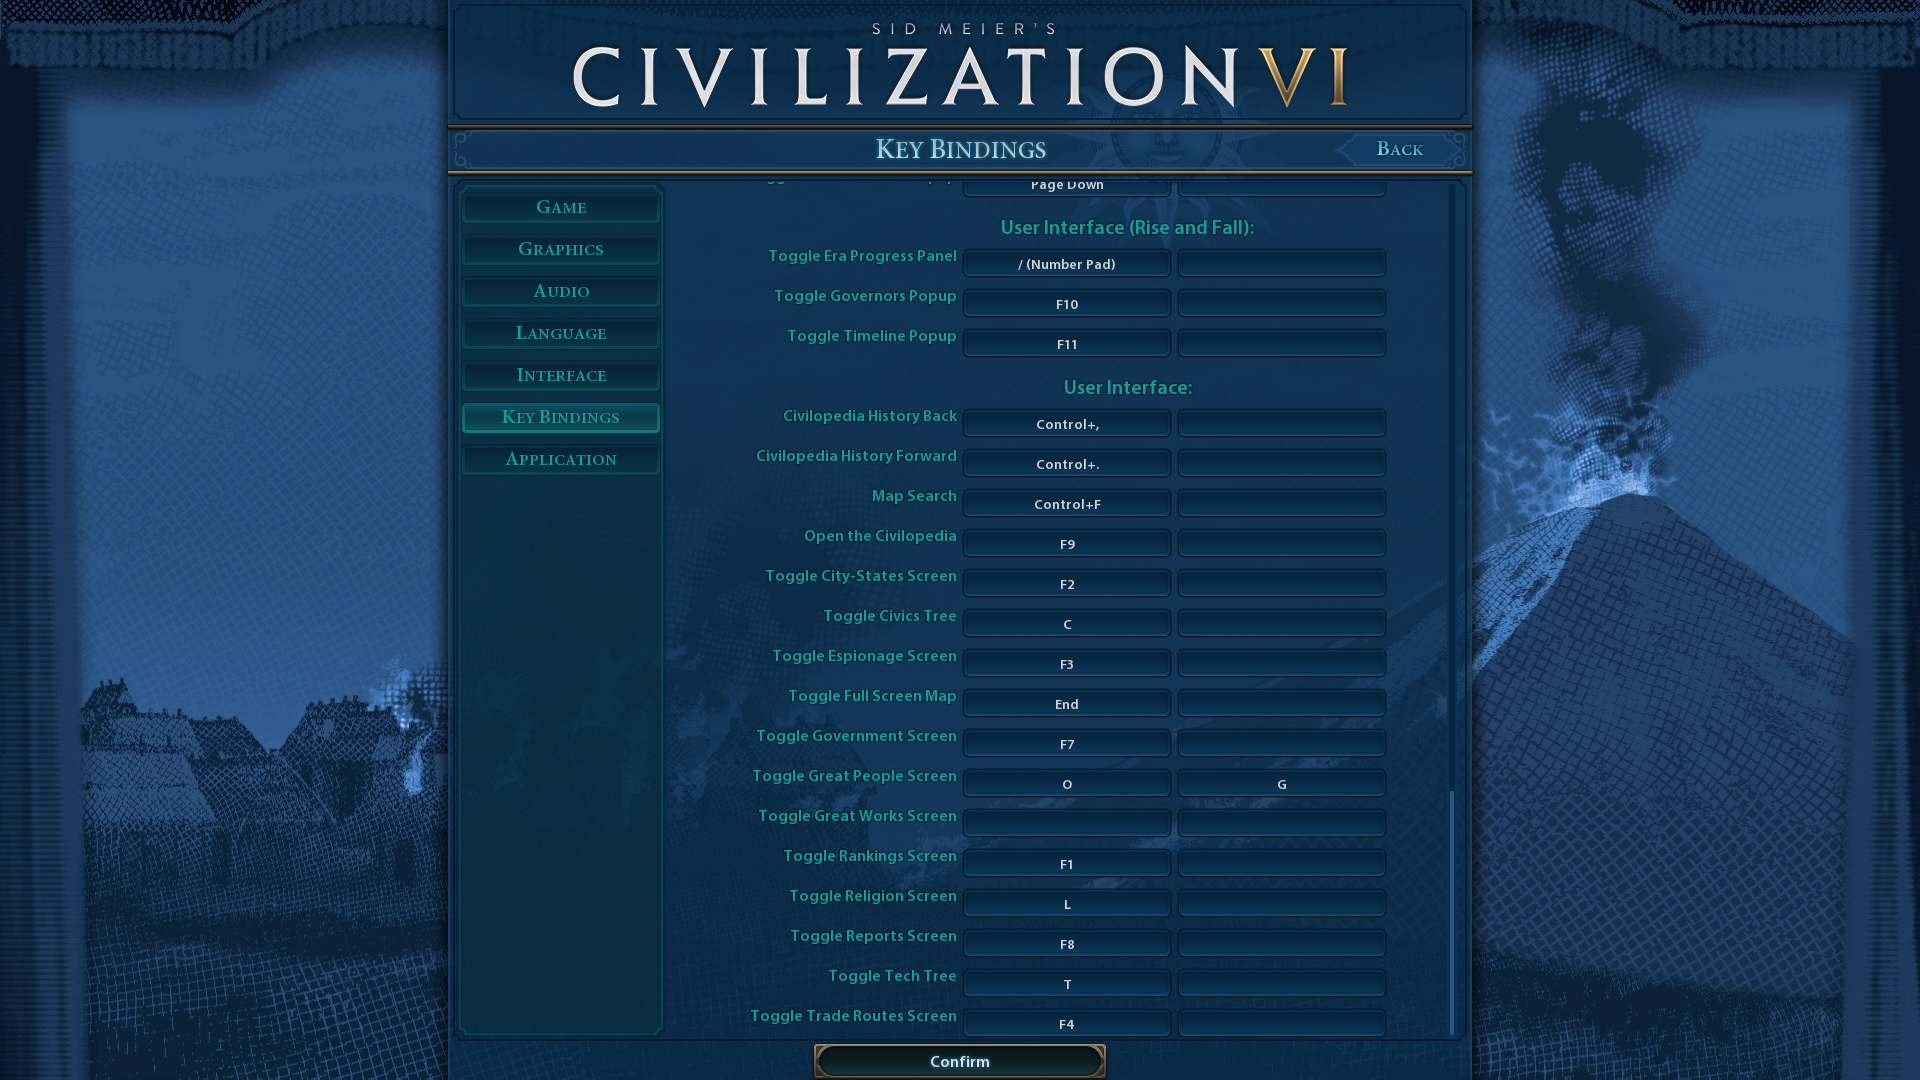 SID MEIER'S
CIVILIZATION VI
KEY BINDINGS
BACK
GAME
GRAPHICS
AUDIO
LANGUAGE
INTERFACE
KEY BINDINGS
APPLICATION
Page Down
User Interface (Rise and Fall):
Toggle Era Progress Panel / (Number Pad)
Toggle Governors Popup F10
Toggle Timeline Popup F11
User Interface:
Civilopedia History Back Control+,
Civilopedia History Forward Control+.
Map Search Control+F
Open the Civilopedia F9
Toggle City-States Screen F2
Toggle Civics Tree C
Toggle Espionage Screen F3
Toggle Full Screen Map End
Toggle Government Screen F7
Toggle Great People Screen O G
Toggle Great Works Screen
Toggle Rankings Screen F1
Toggle Religion Screen L
Toggle Reports Screen F8
Toggle Tech Tree T
Toggle Trade Routes Screen F4
Confirm